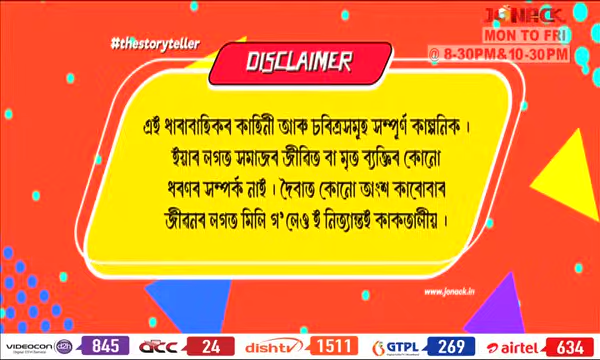 #thestoryteller
JONACK
MON TO FRI
@ 8-30PM & 10-30PM
DISCLAIMER
এই ধাৰাবাহিকৰ কাহিনী আৰু চৰিত্ৰসমূহ সম্পূৰ্ণ কাল্পনিক ।
ইয়াৰ লগত সমাজৰ জীৱিত বা মৃত ব্যক্তিৰ কোনো
ধৰণৰ সম্পৰ্ক নাই । দৈবাত কোনো অংশ কাৰোবাৰ
জীৱনৰ লগত মিলি গ'লেও ই নিত্যান্তই কাকতালীয় ।
www.jonack.in
VIDEOCON d2h 845 acc 24 dishtv 1511 GTPL 269 airtel 634